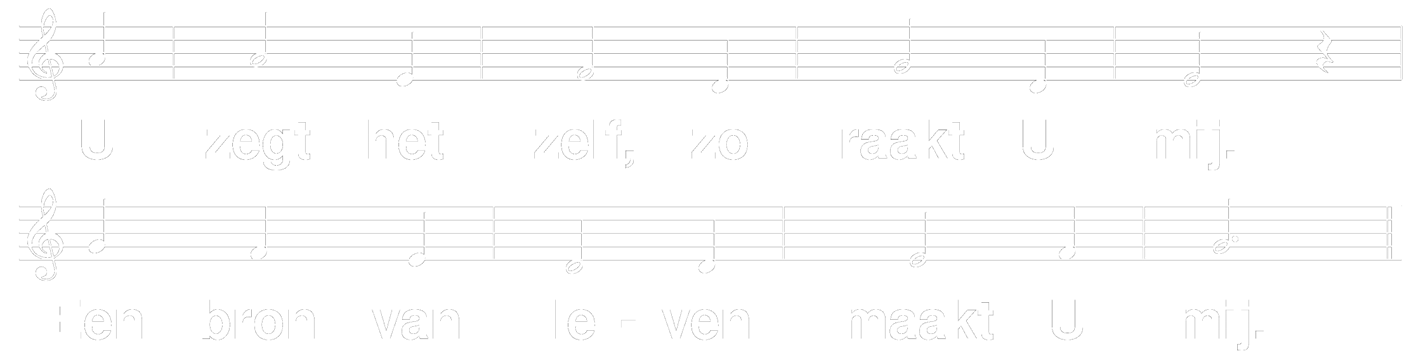 U zegt het zelf, zo raakt U mij.
Een bron van le - ven maakt U mij.